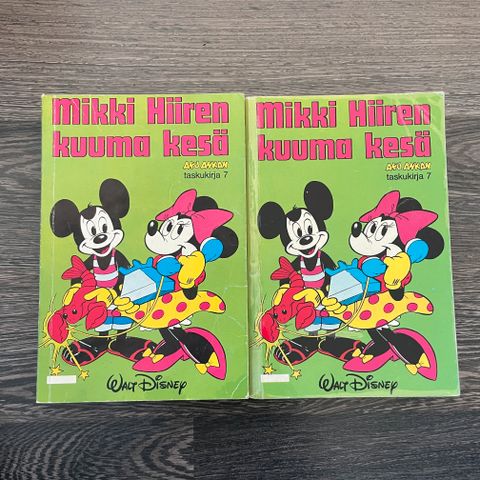 Mikki Hiiren
kuuma kesä
AKU ANKAN
taskukirja 7
WALT DISNEY
Mikki Hiiren
kuuma kesä
AKU ANKAN
taskukirja 7
WALT DISNEY